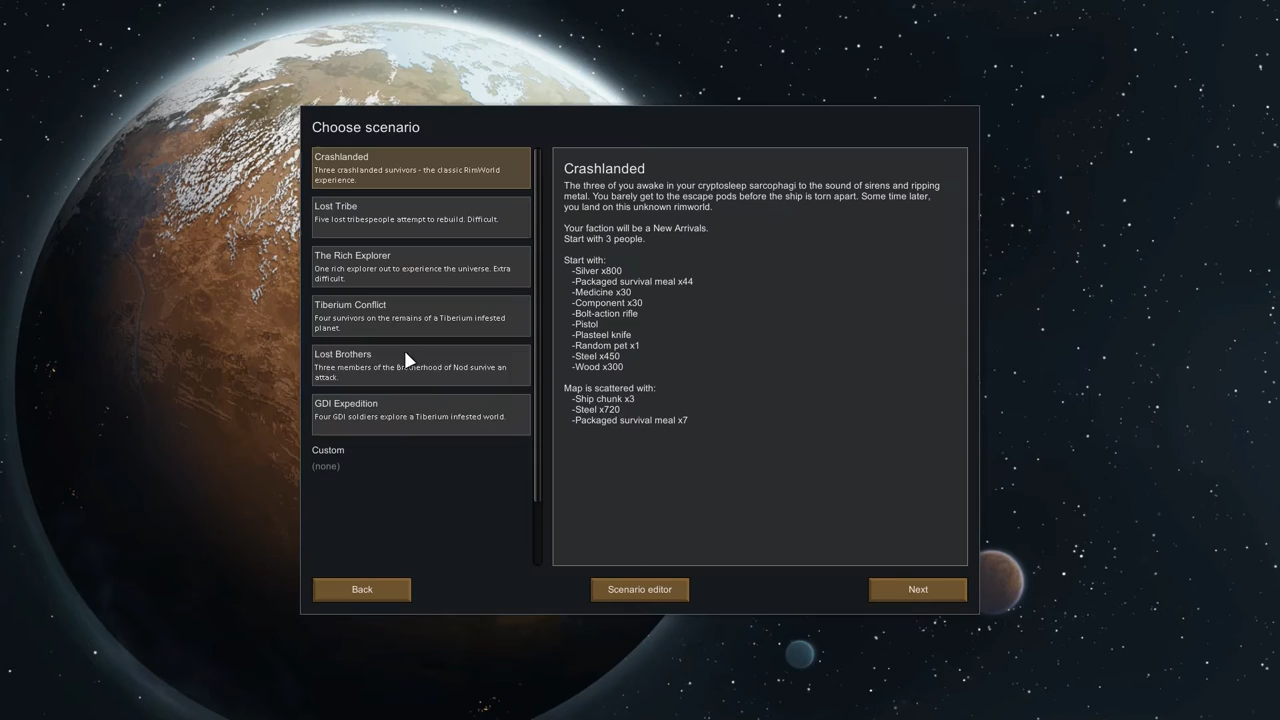 Choose scenario
Crashlanded
Three crashlanded survivors - the classic RimWorld
experience.
Lost Tribe
Five lost tribespeople attempt to rebuild. Difficult.
The Rich Explorer
One rich explorer out to experience the universe. Extra
difficult.
Tiberium Conflict
Four survivors on the remains of a Tiberium infested
planet.
Lost Brothers
Three members of the Brotherhood of Nod survive an
attack.
GDI Expedition
Four GDI soldiers explore a Tiberium infested world.
Custom
(none)
Crashlanded
The three of you awake in your cryptosleep sarcophagi to the sound of sirens and ripping
metal. You barely get to the escape pods before the ship is torn apart. Some time later,
you land on this unknown rimworld.
Your faction will be a New Arrivals.
Start with 3 people.
Start with:
-Silver x800
-Packaged survival meal x44
-Medicine x30
-Component x30
-Bolt-action rifle
-Pistol
-Plasteel knife
-Random pet x1
-Steel x450
-Wood x300
Map is scattered with:
-Ship chunk x3
-Steel x720
-Packaged survival meal x7
Back
Scenario editor
Next